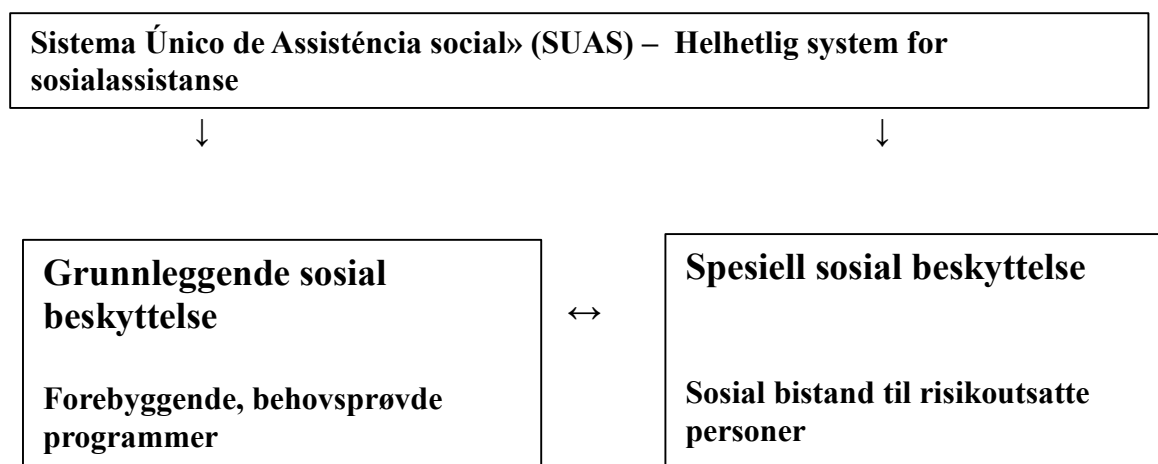 Sistema Único de Assisténcia social» (SUAS) – Helhetlig system for
sosialassistanse
↓ ↓
Grunnleggende sosial
beskyttelse
Forebyggende, behovsprøvde
programmer
↔
Spesiell sosial beskyttelse
Sosial bistand til risikoutsatte
personer